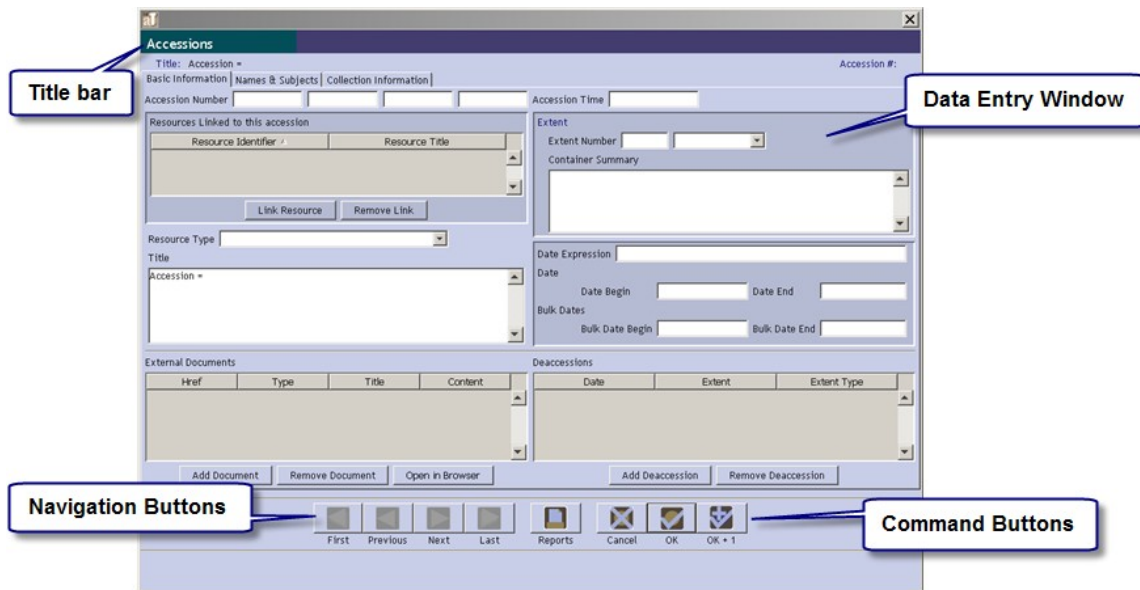 aT
Accessions
Title: Accession =
Accession #:
Title bar
Basic Information
Names & Subjects
Collection Information
Accession Number
Accession Time
Data Entry Window
Resources Linked to this accession
Resource Identifier
Resource Title
Link Resource
Remove Link
Extent
Extent Number
Container Summary
Resource Type
Title
Accession =
Date Expression
Date
Date Begin
Date End
Bulk Dates
Bulk Date Begin
Bulk Date End
External Documents
Href
Type
Title
Content
Add Document
Remove Document
Open in Browser
Deaccessions
Date
Extent
Extent Type
Add Deaccession
Remove Deaccession
Navigation Buttons
First
Previous
Next
Last
Reports
Cancel
OK
OK + 1
Command Buttons